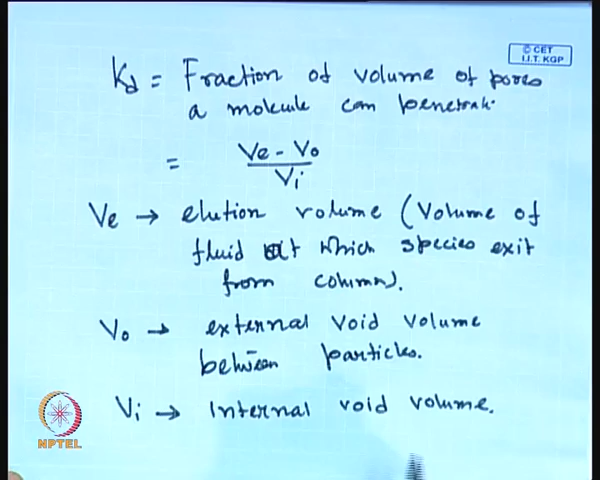 © CET
I.I.T. KGP
Kd = Fraction of volume of pores
a molecule can penetrate.
= Ve - Vo
Vi
Ve → elution volume (Volume of
fluid at which species exit
from column).
Vo → external void volume
between particles.
Vi → Internal void volume.
NPTEL